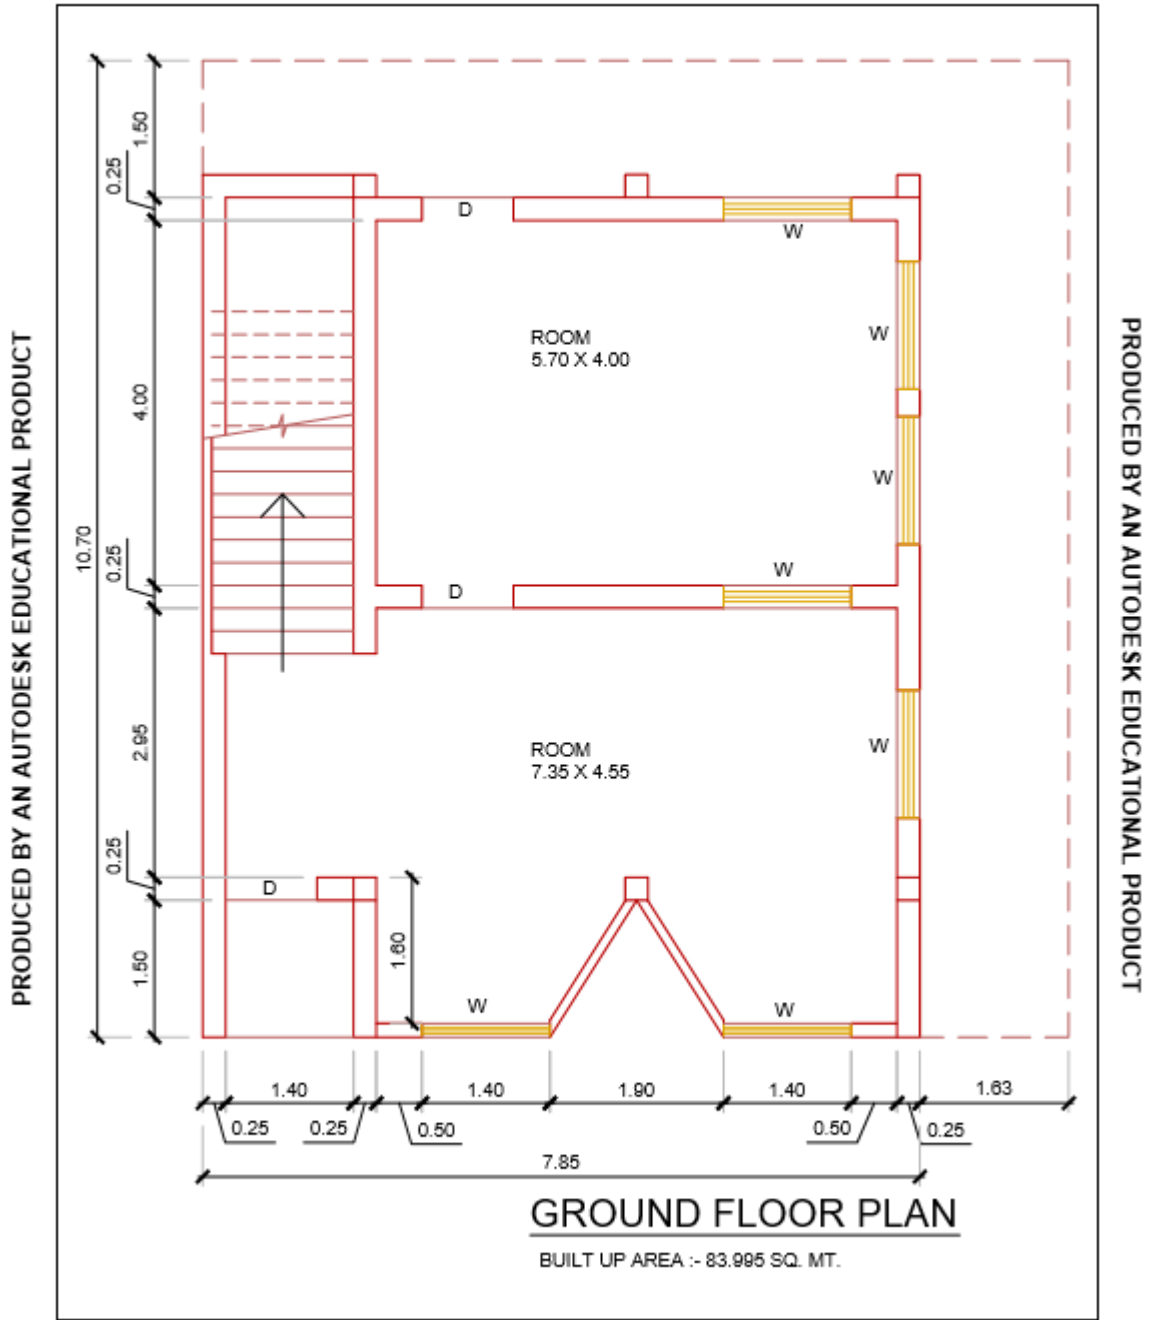 PRODUCED BY AN AUTODESK EDUCATIONAL PRODUCT
PRODUCED BY AN AUTODESK EDUCATIONAL PRODUCT
1.50
0.25
D
W
ROOM
5.70 X 4.00
W
4.00
W
10.70
0.25
D
W
2.95
ROOM
7.35 X 4.55
W
0.25
D
1.50
1.60
W
W
1.40
1.40
1.90
1.40
1.63
0.25
0.25
0.50
0.50
0.25
7.85
GROUND FLOOR PLAN
BUILT UP AREA :- 83.995 SQ. MT.